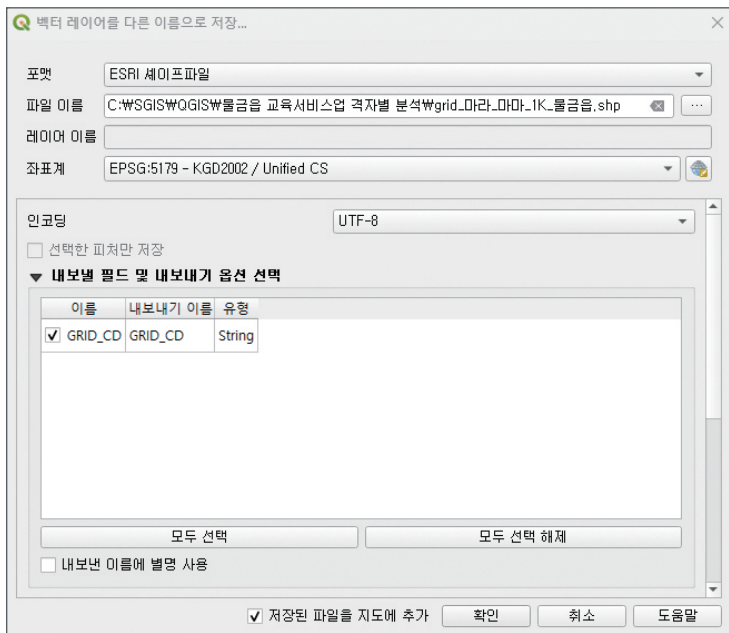 벡터 레이어를 다른 이름으로 저장...
포맷 ESRI 셰이프파일
파일 이름 C:₩SGIS₩QGIS₩물금읍 교육서비스업 격자별 분석₩grid_마라_마마_1K_물금읍.shp ...
레이어 이름
좌표계 EPSG:5179 - KGD2002 / Unified CS
인코딩 UTF-8
선택한 피처만 저장
내보낼 필드 및 내보내기 옵션 선택
이름 내보내기 이름 유형
GRID_CD GRID_CD String
모두 선택 모두 선택 해제
내보낸 이름에 별명 사용
저장된 파일을 지도에 추가 확인 취소 도움말